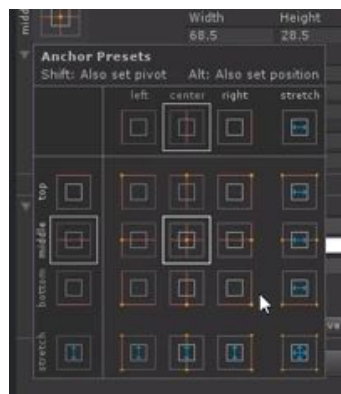 middle
Width Height
68.5 28.5
Anchor Presets
Shift: Also set pivot Alt: Also set position
left center right stretch
top
middle
bottom
stretch
ve